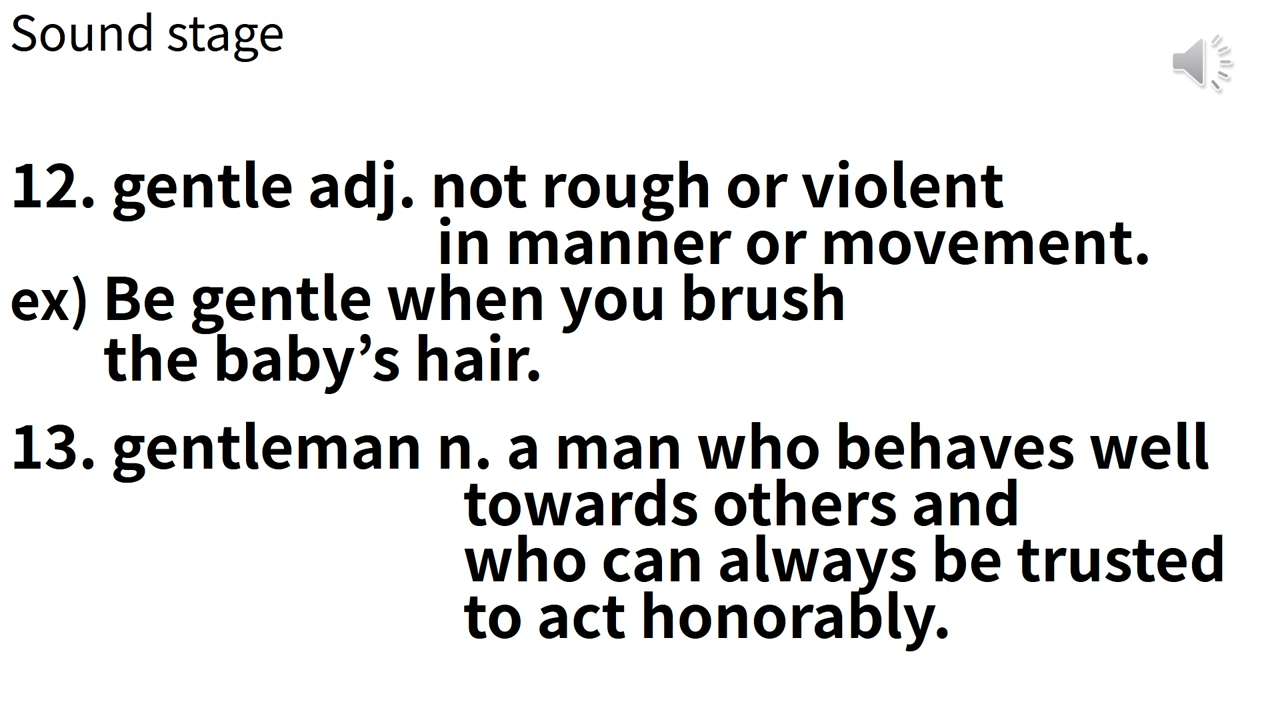 Sound stage
12. gentle adj. not rough or violent
in manner or movement.
ex) Be gentle when you brush
the baby’s hair.
13. gentleman n. a man who behaves well
towards others and
who can always be trusted
to act honorably.